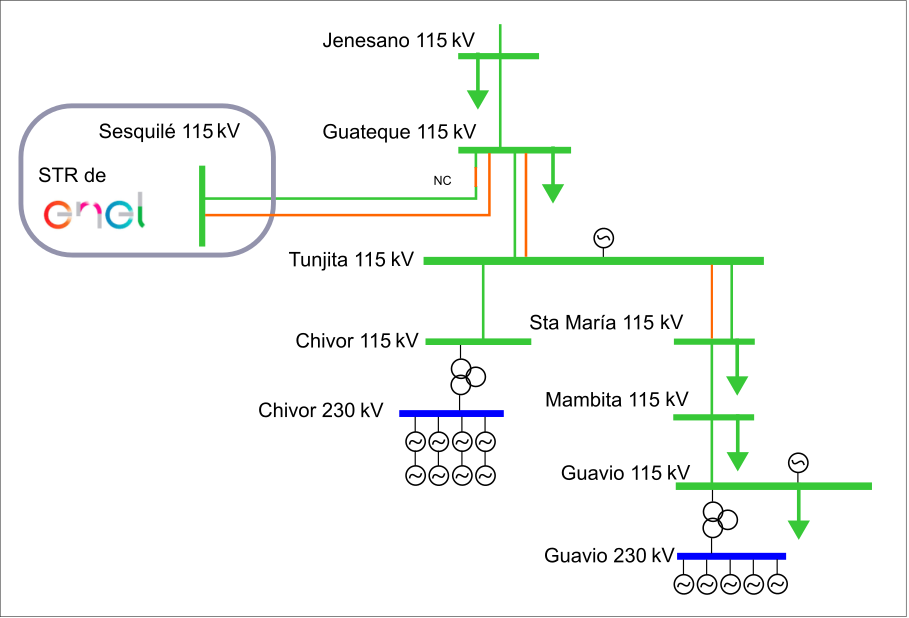 Jenesano 115 kV
Sesquilé 115 kV
Guateque 115 kV
STR de
enel
NC
Tunjita 115 kV
Sta María 115 kV
Chivor 115 kV
Chivor 230 kV
Mambita 115 kV
Guavio 115 kV
Guavio 230 kV